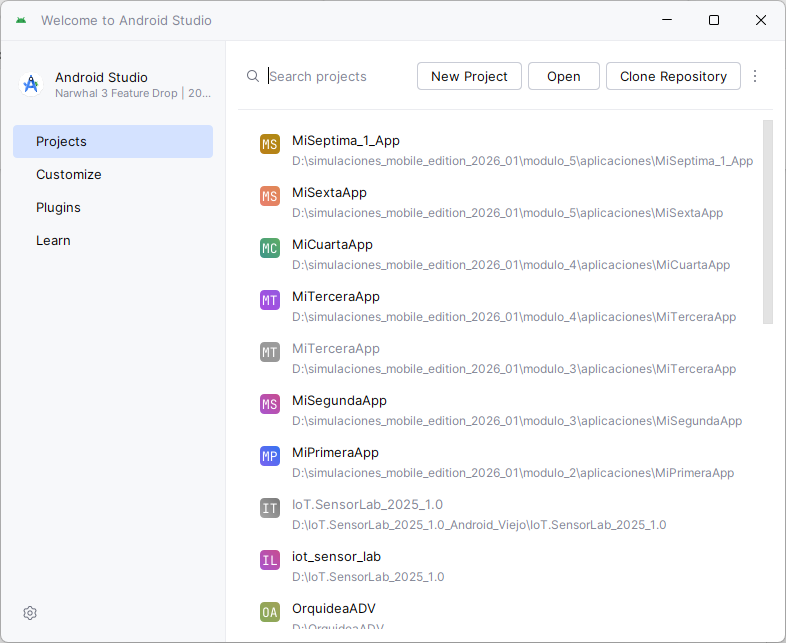 Welcome to Android Studio
Android Studio
Narwhal 3 Feature Drop | 20...
Projects
Customize
Plugins
Learn
Search projects
New Project
Open
Clone Repository
MS
MiSeptima_1_App
D:\simulaciones_mobile_edition_2026_01\modulo_5\aplicaciones\MiSeptima_1_App
MS
MiSextaApp
D:\simulaciones_mobile_edition_2026_01\modulo_5\aplicaciones\MiSextaApp
MC
MiCuartaApp
D:\simulaciones_mobile_edition_2026_01\modulo_4\aplicaciones\MiCuartaApp
MT
MiTerceraApp
D:\simulaciones_mobile_edition_2026_01\modulo_4\aplicaciones\MiTerceraApp
MT
MiTerceraApp
D:\simulaciones_mobile_edition_2026_01\modulo_3\aplicaciones\MiTerceraApp
MS
MiSegundaApp
D:\simulaciones_mobile_edition_2026_01\modulo_3\aplicaciones\MiSegundaApp
MP
MiPrimeraApp
D:\simulaciones_mobile_edition_2026_01\modulo_2\aplicaciones\MiPrimeraApp
IT
IoT.SensorLab_2025_1.0
D:\IoT.SensorLab_2025_1.0_Android_Viejo\IoT.SensorLab_2025_1.0
IL
iot_sensor_lab
D:\IoT.SensorLab_2025_1.0
OA
OrquideaADV
D:\OrquideaADV